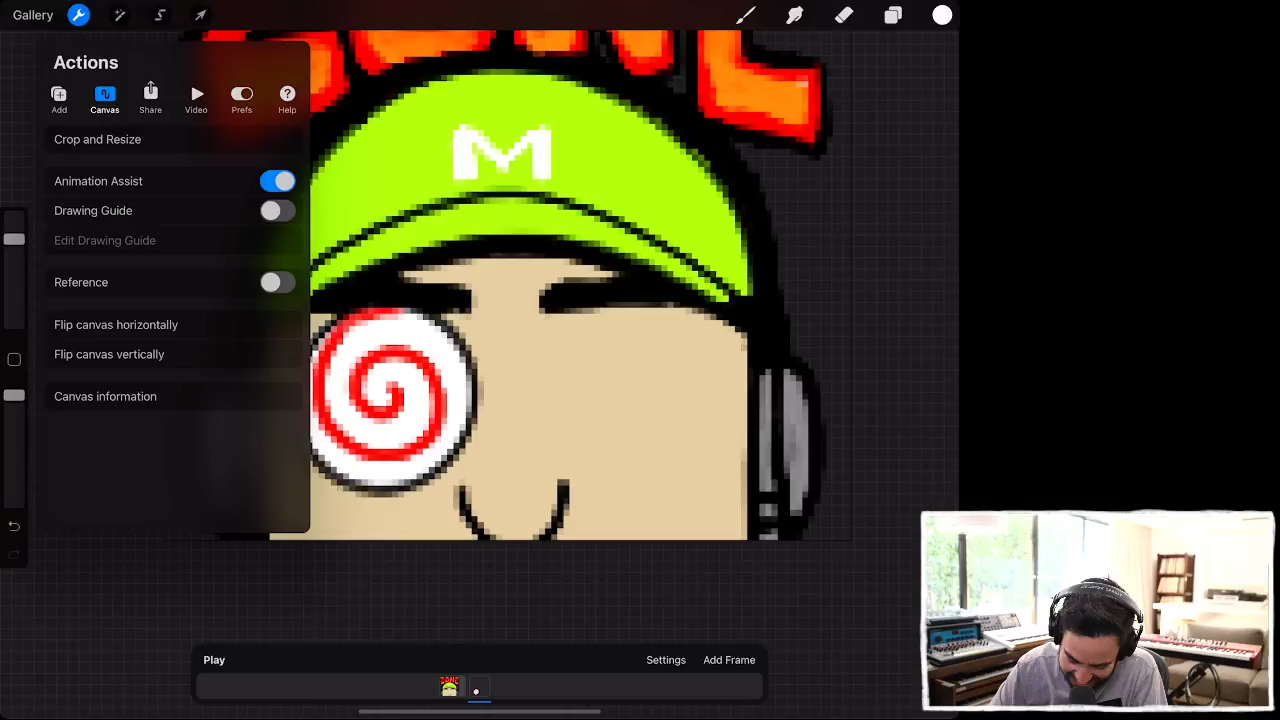 Gallery
Actions
Add
Canvas
Share
Video
Prefs
Help
Crop and Resize
Animation Assist
Drawing Guide
Edit Drawing Guide
Reference
Flip canvas horizontally
Flip canvas vertically
Canvas information
M
Play
Settings
Add Frame